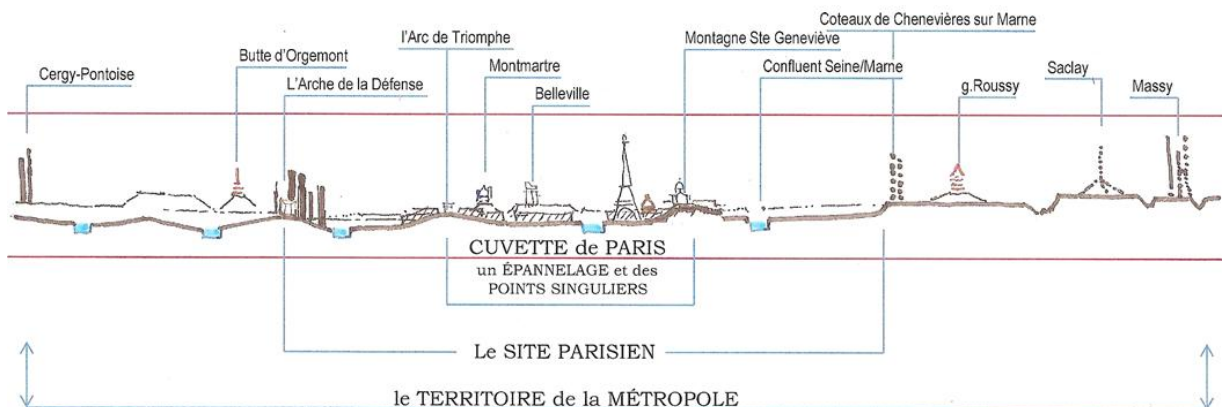 Cergy-Pontoise
Butte d'Orgemont
L'Arche de la Défense
l'Arc de Triomphe
Montmartre
Belleville
Montagne Ste Geneviève
Confluent Seine/Marne
Coteaux de Chenevières sur Marne
g.Roussy
Saclay
Massy
CUVETTE de PARIS
un ÉPANNELAGE et des
POINTS SINGULIERS
Le SITE PARISIEN
le TERRITOIRE de la MÉTROPOLE